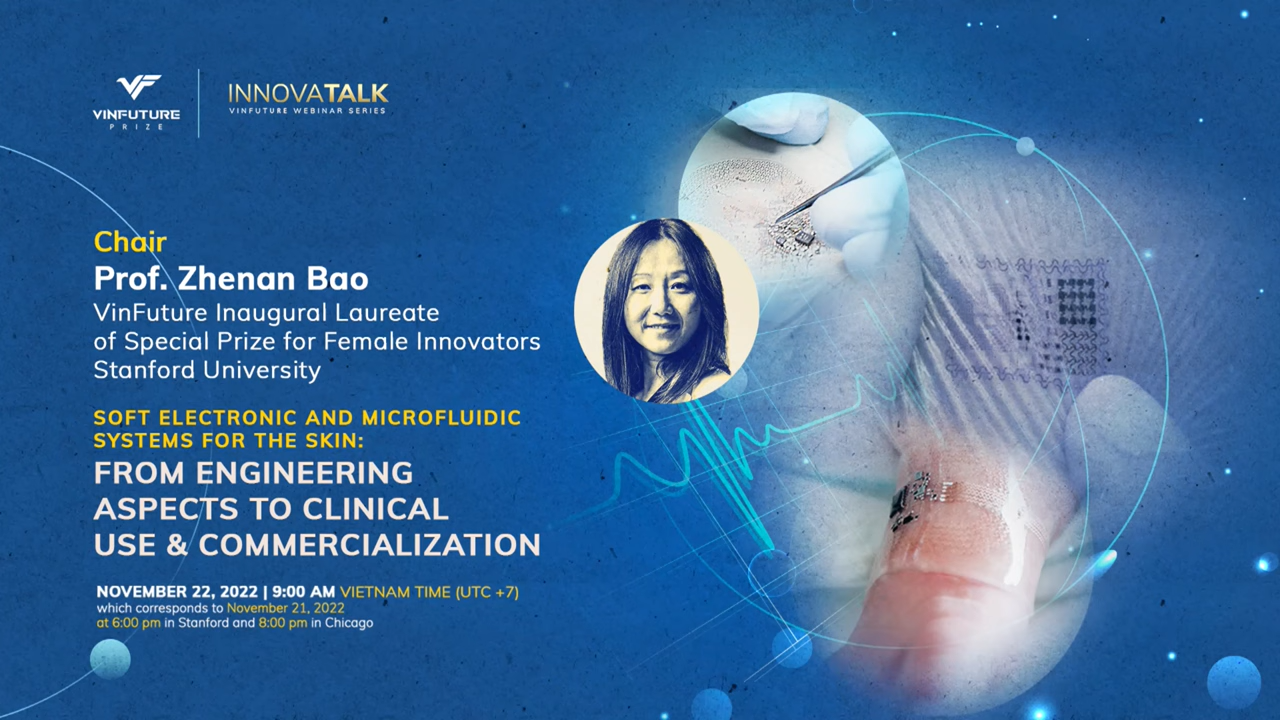 VINFUTURE
PRIZE
INNOVATALK
VINFUTURE WEBINAR SERIES
Chair
Prof. Zhenan Bao
VinFuture Inaugural Laureate
of Special Prize for Female Innovators
Stanford University
SOFT ELECTRONIC AND MICROFLUIDIC
SYSTEMS FOR THE SKIN:
FROM ENGINEERING
ASPECTS TO CLINICAL
USE & COMMERCIALIZATION
NOVEMBER 22, 2022 | 9:00 AM VIETNAM TIME (UTC +7)
which corresponds to November 21, 2022
at 6:00 pm in Stanford and 8:00 pm in Chicago